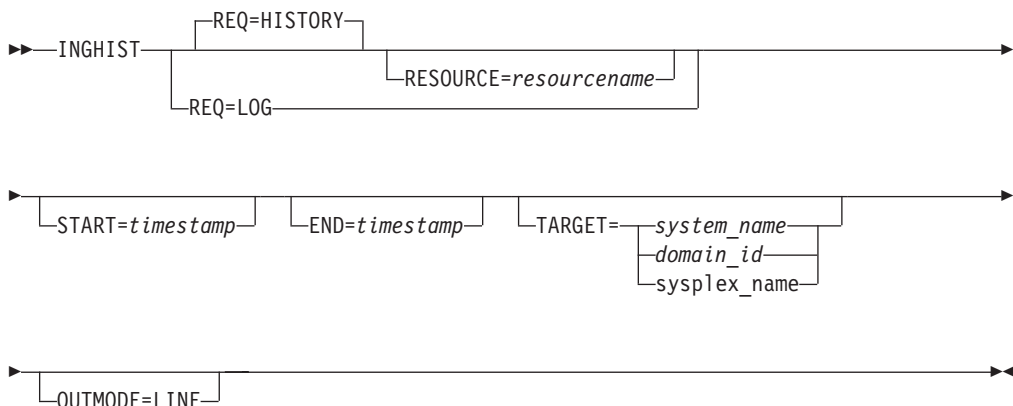 REQ=HISTORY
INGHIST
RESOURCE=resourcename
REQ=LOG
START=timestamp
END=timestamp
TARGET=
system_name
domain_id
sysplex_name
OUTMODE=LINE